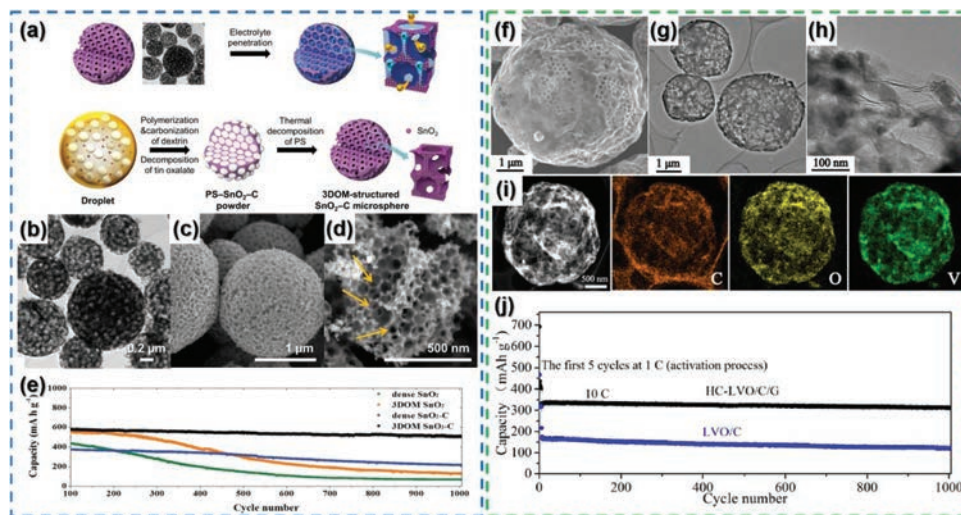 (a)
Electrolyte
penetration
Polymerization
&carbonization
of dextrin
Decomposition
of tin oxalate
Thermal
decomposition
of PS
SnO₂
Droplet
PS–SnO₂–C
powder
3DOM-structured
SnO₂–C microsphere
(b)
0.2 μm
(c)
1 μm
(d)
500 nm
(e)
dense SnO₂
3DOM SnO₂
dense SnO₂-C
3DOM SnO₂-C
Capacity (mA h g⁻¹)
1000
800
600
400
200
0
100 200 300 400 500 600 700 800 900 1000
Cycle number
(f)
1 μm
(g)
1 μm
(h)
100 nm
(i)
500 nm
C
O
V
(j)
Capacity (mAh g⁻¹)
700
600
500
400
350
300
250
200
150
100
50
0
The first 5 cycles at 1 C (activation process)
10 C
HC-LVO/C/G
LVO/C
0 200 400 600 800 1000
Cycle number